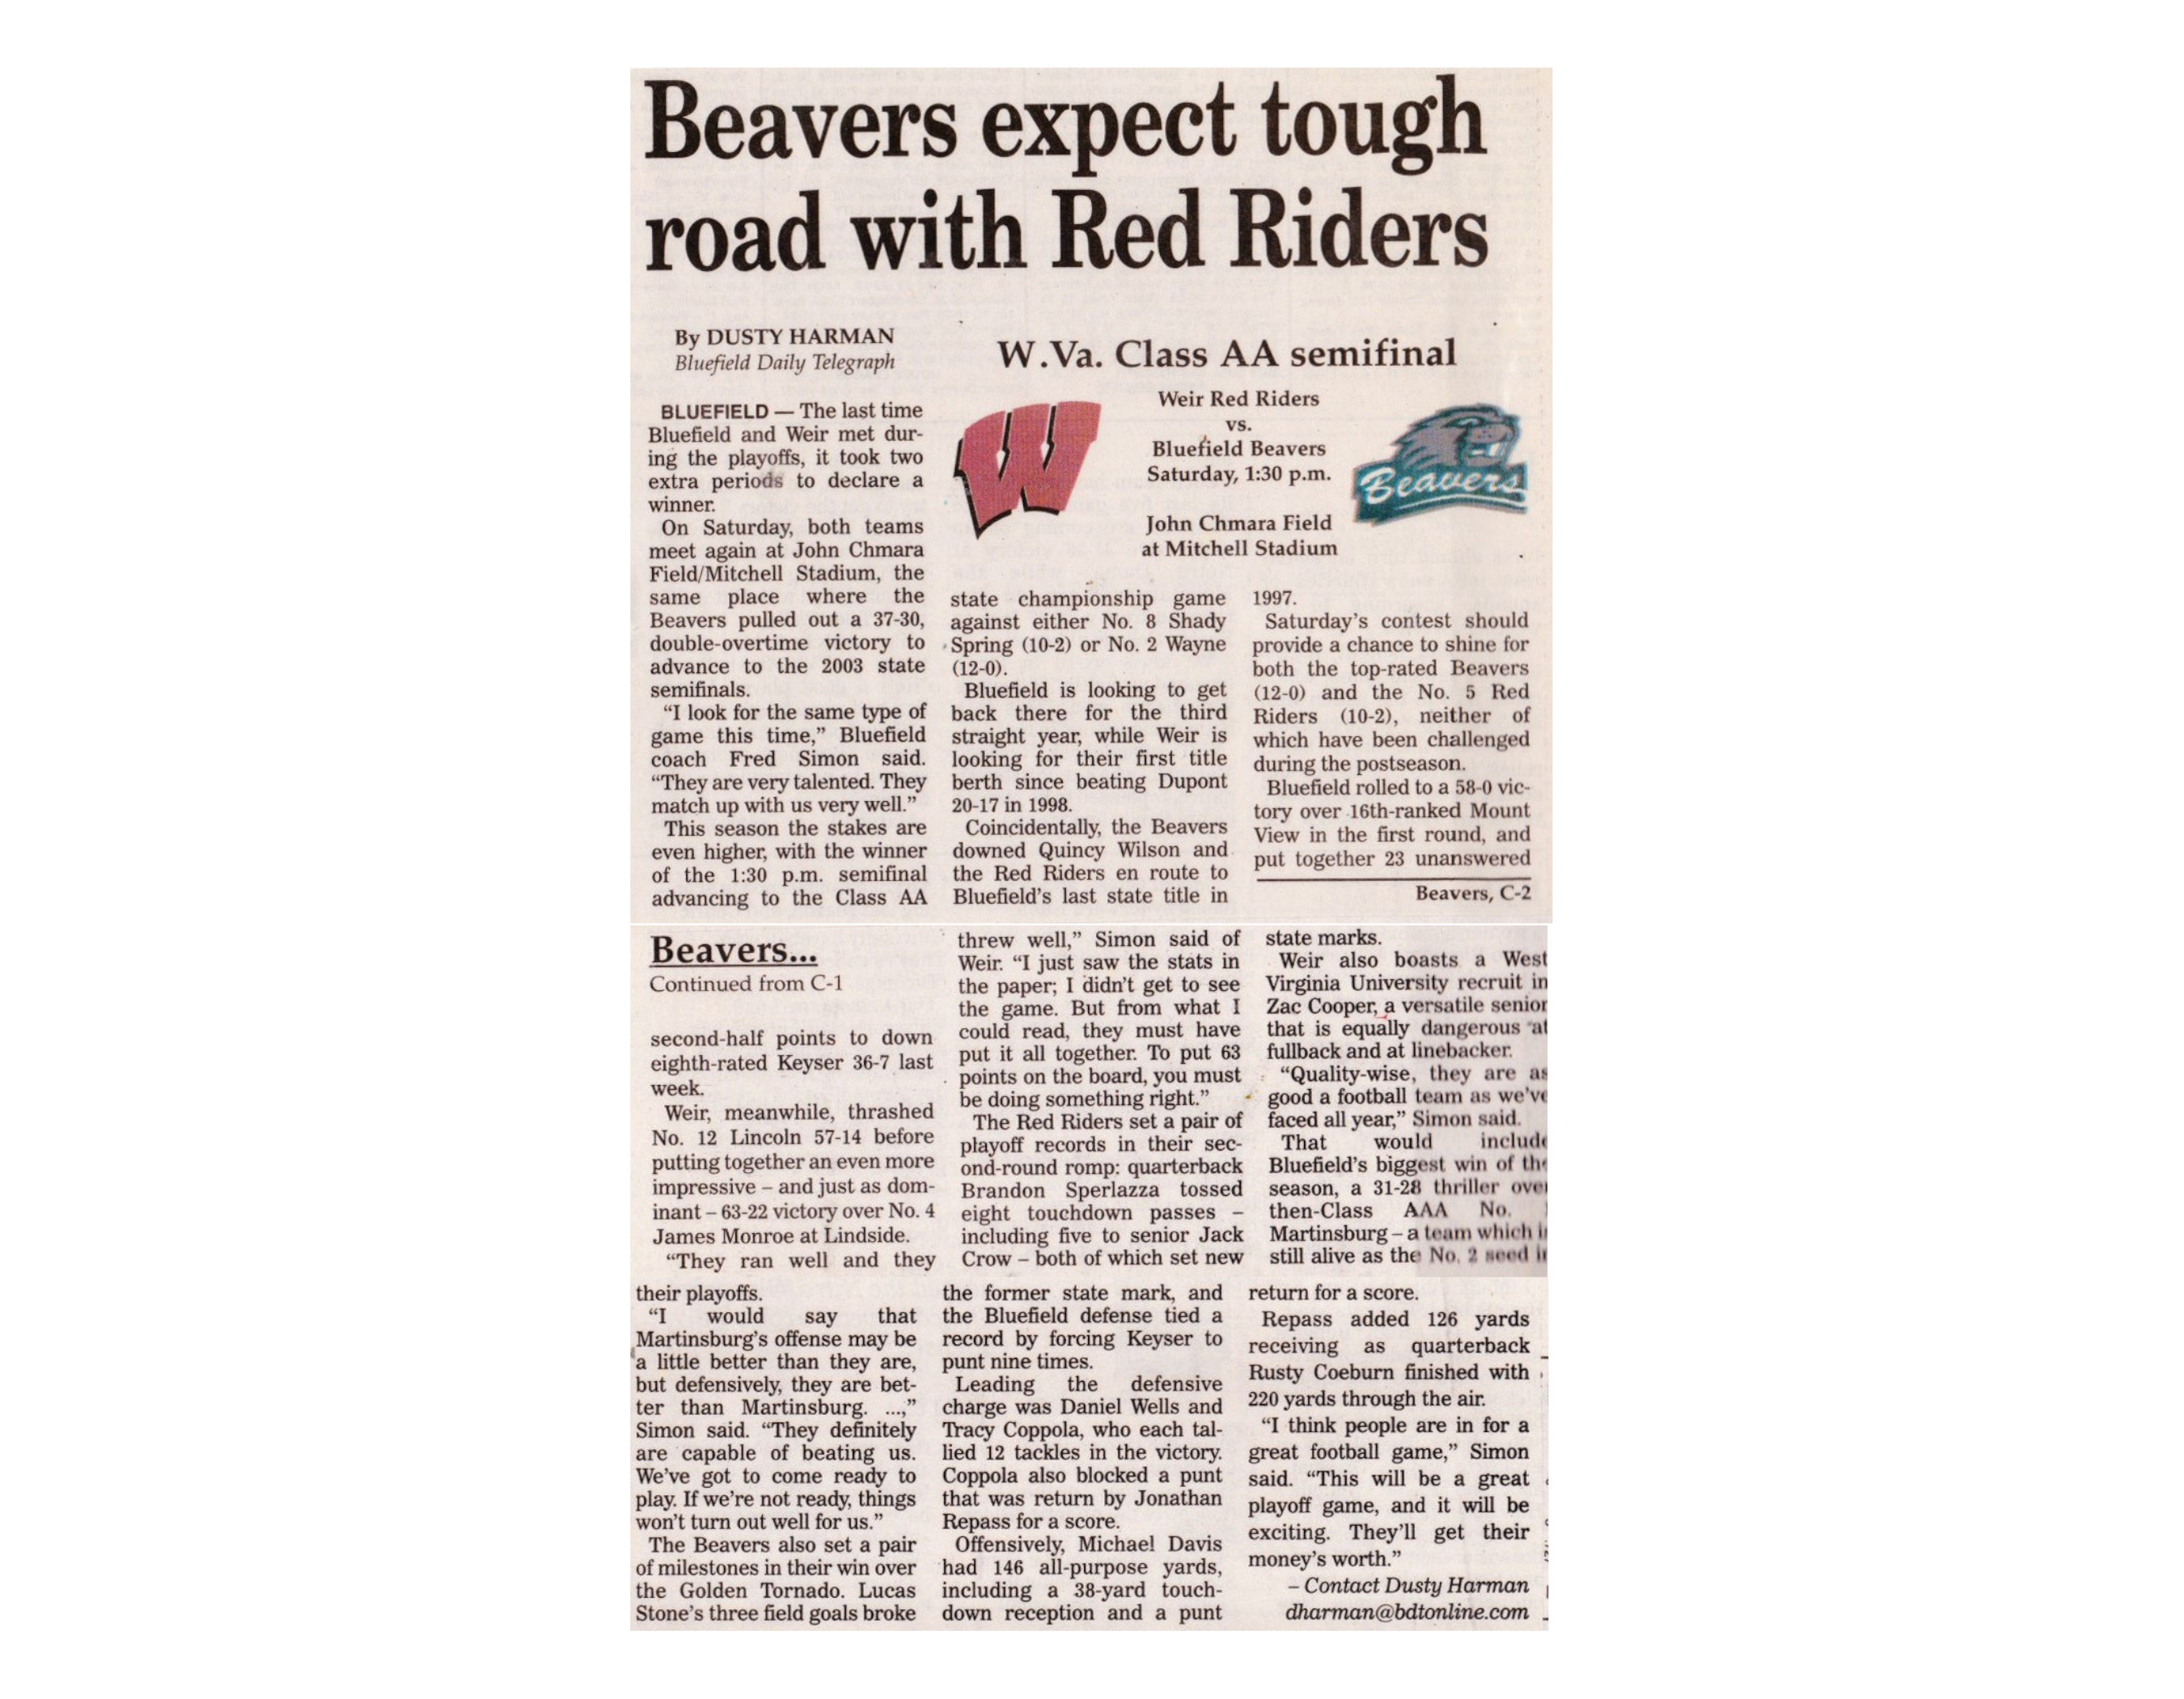 Beavers expect tough
road with Red Riders
By DUSTY HARMAN
Bluefield Daily Telegraph
BLUEFIELD — The last time
Bluefield and Weir met dur-
ing the playoffs, it took two
extra periods to declare a
winner.
On Saturday, both teams
meet again at John Chmara
Field/Mitchell Stadium, the
same place where the
Beavers pulled out a 37-30,
double-overtime victory to
advance to the 2003 state
semifinals.
“I look for the same type of
game this time,” Bluefield
coach Fred Simon said.
“They are very talented. They
match up with us very well.”
This season the stakes are
even higher, with the winner
of the 1:30 p.m. semifinal
advancing to the Class AA
W.Va. Class AA semifinal
W
Weir Red Riders
vs.
Bluefield Beavers
Saturday, 1:30 p.m.
John Chmara Field
at Mitchell Stadium
Beavers
state championship game
against either No. 8 Shady
Spring (10-2) or No. 2 Wayne
(12-0).
Bluefield is looking to get
back there for the third
straight year, while Weir is
looking for their first title
berth since beating Dupont
20-17 in 1998.
Coincidentally, the Beavers
downed Quincy Wilson and
the Red Riders en route to
Bluefield's last state title in
1997.
Saturday's contest should
provide a chance to shine for
both the top-rated Beavers
(12-0) and the No. 5 Red
Riders (10-2), neither of
which have been challenged
during the postseason.
Bluefield rolled to a 58-0 vic-
tory over 16th-ranked Mount
View in the first round, and
put together 23 unanswered
Beavers, C-2
Beavers...
Continued from C-1
second-half points to down
eighth-rated Keyser 36-7 last
week.
Weir, meanwhile, thrashed
No. 12 Lincoln 57-14 before
putting together an even more
impressive – and just as dom-
inant – 63-22 victory over No. 4
James Monroe at Lindside.
“They ran well and they
threw well,” Simon said of
Weir. “I just saw the stats in
the paper; I didn't get to see
the game. But from what I
could read, they must have
put it all together. To put 63
points on the board, you must
be doing something right.”
The Red Riders set a pair of
playoff records in their sec-
ond-round romp: quarterback
Brandon Sperlazza tossed
eight touchdown passes –
including five to senior Jack
Crow – both of which set new
state marks.
Weir also boasts a West
Virginia University recruit in
Zac Cooper, a versatile senior
that is equally dangerous at
fullback and at linebacker.
“Quality-wise, they are as
good a football team as we've
faced all year,” Simon said.
That would include
Bluefield's biggest win of the
season, a 31-28 thriller over
then-Class AAA No.
Martinsburg – a team which
still alive as the No. 2 seed
their playoffs.
“I would say that
Martinsburg's offense may be
a little better than they are,
but defensively, they are bet-
ter than Martinsburg. ...,”
Simon said. “They definitely
are capable of beating us.
We've got to come ready to
play. If we're not ready, things
won't turn out well for us.”
The Beavers also set a pair
of milestones in their win over
the Golden Tornado. Lucas
Stone's three field goals broke
the former state mark, and
the Bluefield defense tied a
record by forcing Keyser to
punt nine times.
Leading the defensive
charge was Daniel Wells and
Tracy Coppola, who each tal-
lied 12 tackles in the victory.
Coppola also blocked a punt
that was return by Jonathan
Repass for a score.
Offensively, Michael Davis
had 146 all-purpose yards,
including a 38-yard touch-
down reception and a punt
return for a score.
Repass added 126 yards
receiving as quarterback
Rusty Coeburn finished with
220 yards through the air.
“I think people are in for a
great football game,” Simon
said. “This will be a great
playoff game, and it will be
exciting. They'll get their
money's worth.”
– Contact Dusty Harman
dharman@bdtonline.com